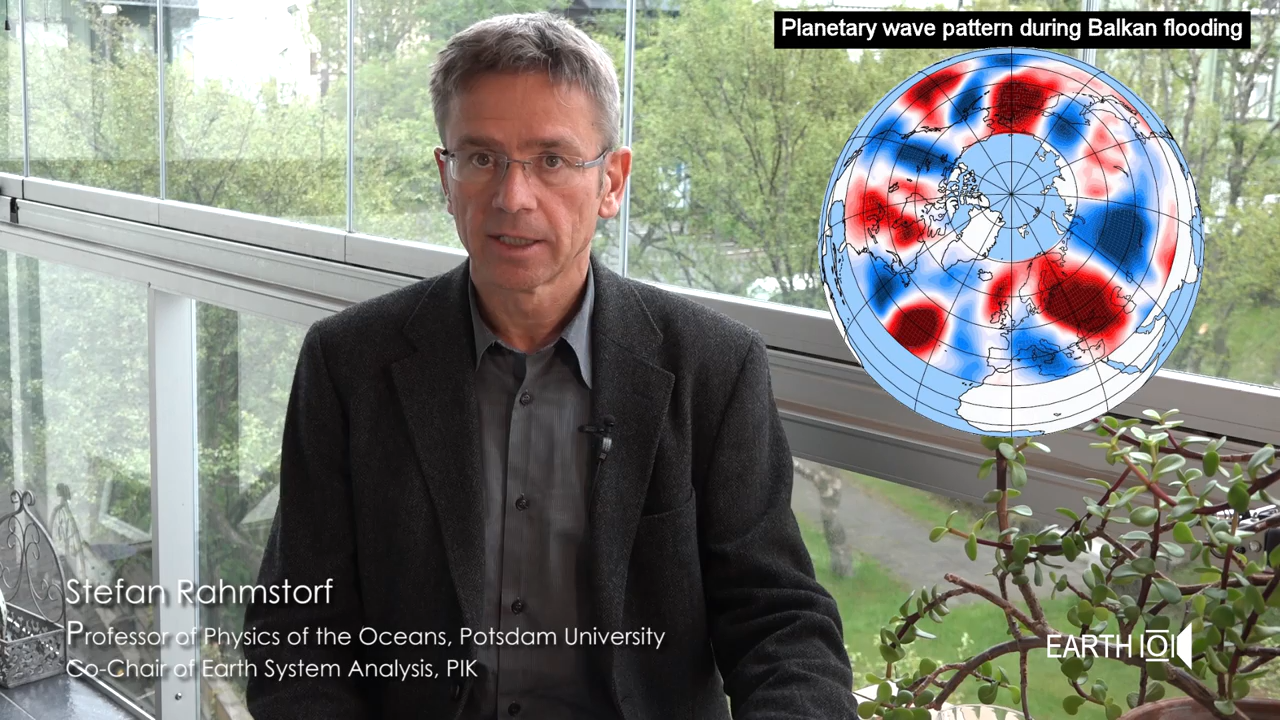 Planetary wave pattern during Balkan flooding
Stefan Rahmstorf
Professor of Physics of the Oceans, Potsdam University
Co-Chair of Earth System Analysis, PIK
EARTH 101